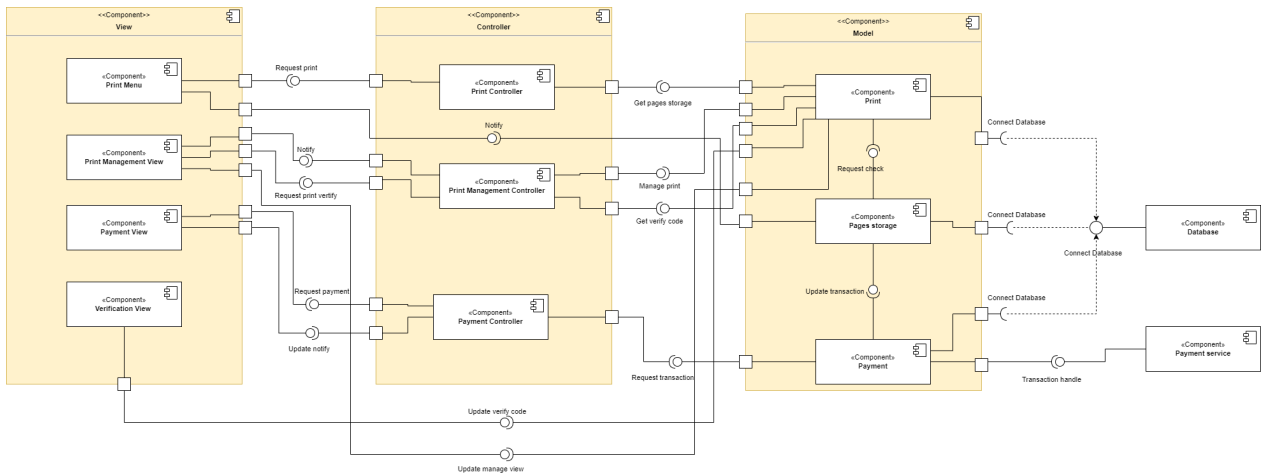 <<Component>>
View
<<Component>>
Controller
<<Component>>
Model
«Component»
Print Menu
Request print
«Component»
Print Controller
Get pages storage
«Component»
Print
Connect Database
Notify
«Component»
Print Management View
Notify
Request print vertify
«Component»
Print Management Controller
Manage print
Get verify code
Request check
«Component»
Payment View
«Component»
Pages storage
Connect Database
Connect Database
«Component»
Database
«Component»
Verification View
Request payment
Update notify
«Component»
Payment Controller
Update transaction
Connect Database
Request transaction
«Component»
Payment
Transaction handle
«Component»
Payment service
Update verify code
Update manage view